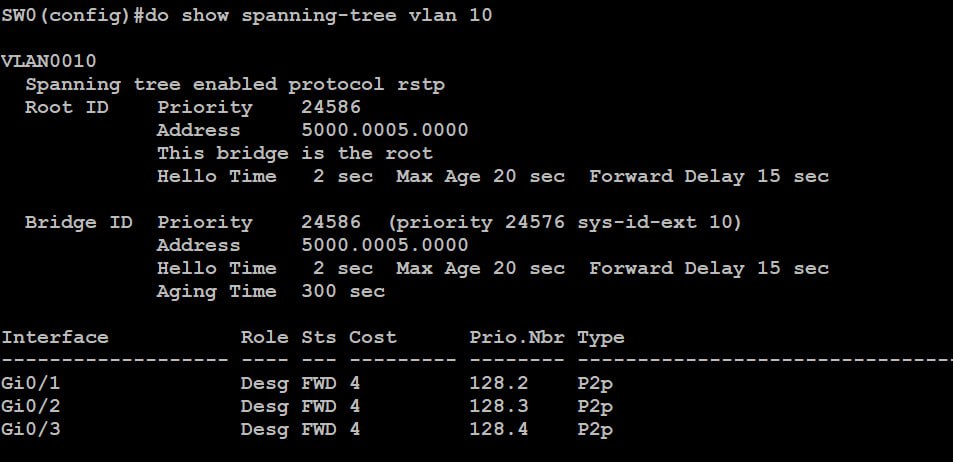 SW0(config)#do show spanning-tree vlan 10
VLAN0010
  Spanning tree enabled protocol rstp
  Root ID    Priority    24586
             Address     5000.0005.0000
             This bridge is the root
             Hello Time   2 sec  Max Age 20 sec  Forward Delay 15 sec
  Bridge ID  Priority    24586  (priority 24576 sys-id-ext 10)
             Address     5000.0005.0000
             Hello Time   2 sec  Max Age 20 sec  Forward Delay 15 sec
             Aging Time  300 sec
Interface           Role Sts Cost      Prio.Nbr Type
------------------- ---- --- --------- -------- --------------------------------
Gi0/1               Desg FWD 4         128.2    P2p
Gi0/2               Desg FWD 4         128.3    P2p
Gi0/3               Desg FWD 4         128.4    P2p